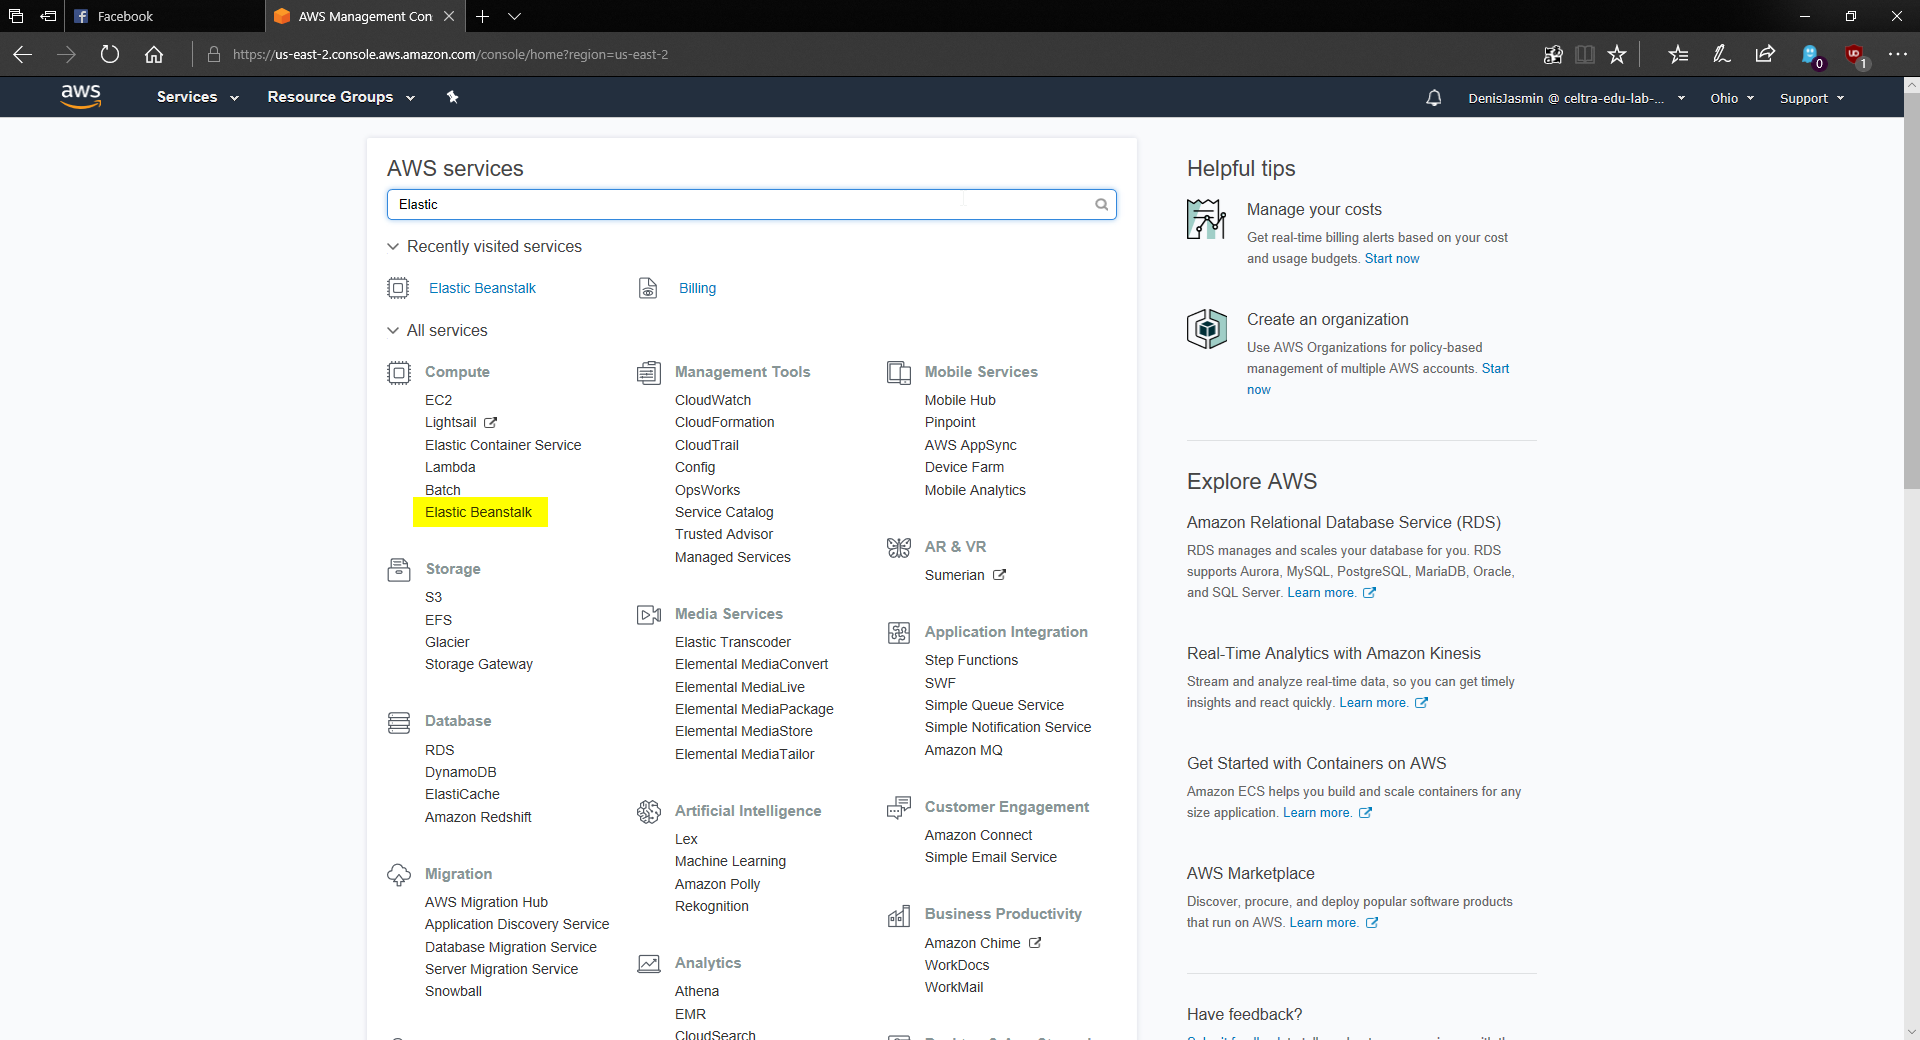 Facebook
AWS Management Con
https://us-east-2.console.aws.amazon.com/console/home?region=us-east-2
0
1
aws
Services
Resource Groups
DenisJasmin @ celtra-edu-lab-...
Ohio
Support
AWS services
Elastic
Recently visited services
Elastic Beanstalk
Billing
All services
Compute
EC2
Lightsail
Elastic Container Service
Lambda
Batch
Elastic Beanstalk
Storage
S3
EFS
Glacier
Storage Gateway
Database
RDS
DynamoDB
ElastiCache
Amazon Redshift
Migration
AWS Migration Hub
Application Discovery Service
Database Migration Service
Server Migration Service
Snowball
Management Tools
CloudWatch
CloudFormation
CloudTrail
Config
OpsWorks
Service Catalog
Trusted Advisor
Managed Services
Media Services
Elastic Transcoder
Elemental MediaConvert
Elemental MediaLive
Elemental MediaPackage
Elemental MediaStore
Elemental MediaTailor
Artificial Intelligence
Lex
Machine Learning
Amazon Polly
Rekognition
Analytics
Athena
EMR
CloudSearch
Mobile Services
Mobile Hub
Pinpoint
AWS AppSync
Device Farm
Mobile Analytics
AR & VR
Sumerian
Application Integration
Step Functions
SWF
Simple Queue Service
Simple Notification Service
Amazon MQ
Customer Engagement
Amazon Connect
Simple Email Service
Business Productivity
Amazon Chime
WorkDocs
WorkMail
Helpful tips
Manage your costs
Get real-time billing alerts based on your cost
and usage budgets. Start now
Create an organization
Use AWS Organizations for policy-based
management of multiple AWS accounts. Start
now
Explore AWS
Amazon Relational Database Service (RDS)
RDS manages and scales your database for you. RDS
supports Aurora, MySQL, PostgreSQL, MariaDB, Oracle,
and SQL Server. Learn more.
Real-Time Analytics with Amazon Kinesis
Stream and analyze real-time data, so you can get timely
insights and react quickly. Learn more.
Get Started with Containers on AWS
Amazon ECS helps you build and scale containers for any
size application. Learn more.
AWS Marketplace
Discover, procure, and deploy popular software products
that run on AWS. Learn more.
Have feedback?